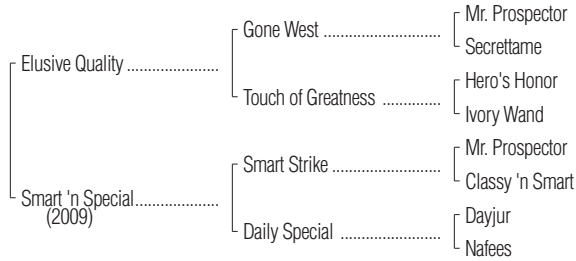 Mr. Prospector
Gone West
Secrettame
Elusive Quality
Hero's Honor
Touch of Greatness
Ivory Wand
Mr. Prospector
Smart Strike
Classy 'n Smart
Smart 'n Special
(2009)
Dayjur
Daily Special
Nafees